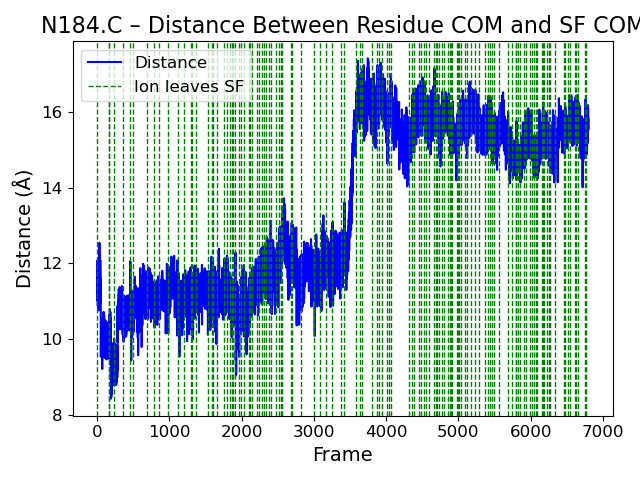 N184.C – Distance Between Residue COM and SF COM
Distance
Ion leaves SF
Distance (Å)
16
14
12
10
8
0 1000 2000 3000 4000 5000 6000 7000
Frame